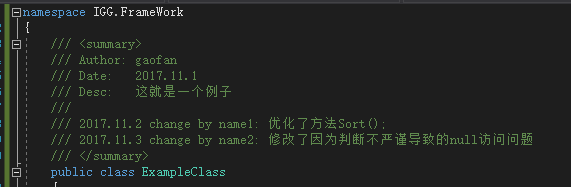 namespace IGG.FrameWork
{
/// <summary>
/// Author: gaofan
/// Date:   2017.11.1
/// Desc:   这就是一个例子
///
/// 2017.11.2 change by name1: 优化了方法Sort();
/// 2017.11.3 change by name2: 修改了因为判断不严谨导致的null访问问题
/// </summary>
public class ExampleClass